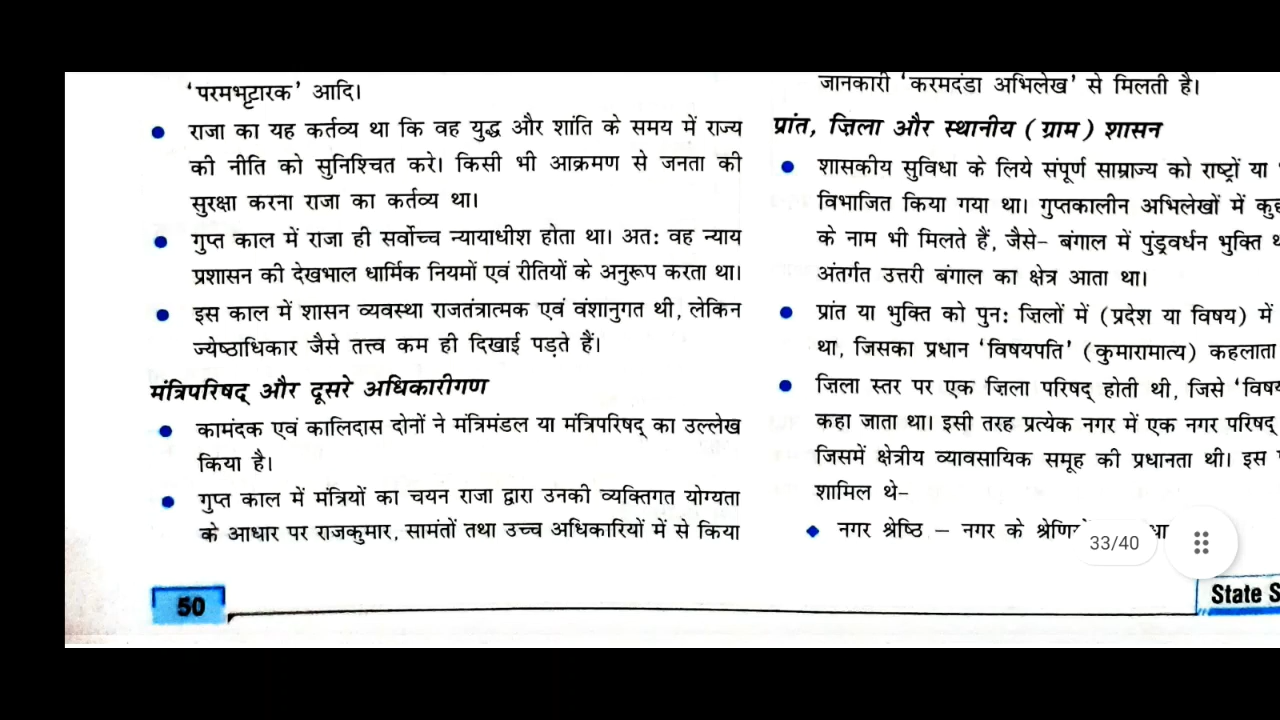 'परमभट्टारक' आदि।
राजा का यह कर्तव्य था कि वह युद्ध और शांति के समय में राज्य
की नीति को सुनिश्चित करे। किसी भी आक्रमण से जनता की
सुरक्षा करना राजा का कर्तव्य था।
गुप्त काल में राजा ही सर्वोच्च न्यायाधीश होता था। अत: वह न्याय
प्रशासन की देखभाल धार्मिक नियमों एवं रीतियों के अनुरूप करता था।
इस काल में शासन व्यवस्था राजतंत्रात्मक एवं वंशानुगत थी, लेकिन
ज्येष्ठाधिकार जैसे तत्त्व कम ही दिखाई पड़ते हैं।
मंत्रिपरिषद् और दूसरे अधिकारीगण
कामंदक एवं कालिदास दोनों ने मंत्रिमंडल या मंत्रिपरिषद् का उल्लेख
किया है।
गुप्त काल में मंत्रियों का चयन राजा द्वारा उनकी व्यक्तिगत योग्यता
के आधार पर राजकुमार, सामंतों तथा उच्च अधिकारियों में से किया
50
जानकारी 'करमदंडा अभिलेख' से मिलती है।
प्रांत, ज़िला और स्थानीय (ग्राम) शासन
शासकीय सुविधा के लिये संपूर्ण साम्राज्य को राष्ट्रों या
विभाजित किया गया था। गुप्तकालीन अभिलेखों में
के नाम भी मिलते हैं, जैसे- बंगाल में पुंड्रवर्धन भुक्ति
अंतर्गत उत्तरी बंगाल का क्षेत्र आता था।
प्रांत या भुक्ति को पुन: जिलों में (प्रदेश या विषय) में
था, जिसका प्रधान 'विषयपति' (कुमारामात्य) कहलाता
ज़िला स्तर पर एक ज़िला परिषद् होती थी, जिसे
कहा जाता था। इसी तरह प्रत्येक नगर में एक नगर परिषद्
जिसमें क्षेत्रीय व्यावसायिक समूह की प्रधानता थी। इस
शामिल थे-
नगर श्रेष्ठि – नगर के
33/40
State